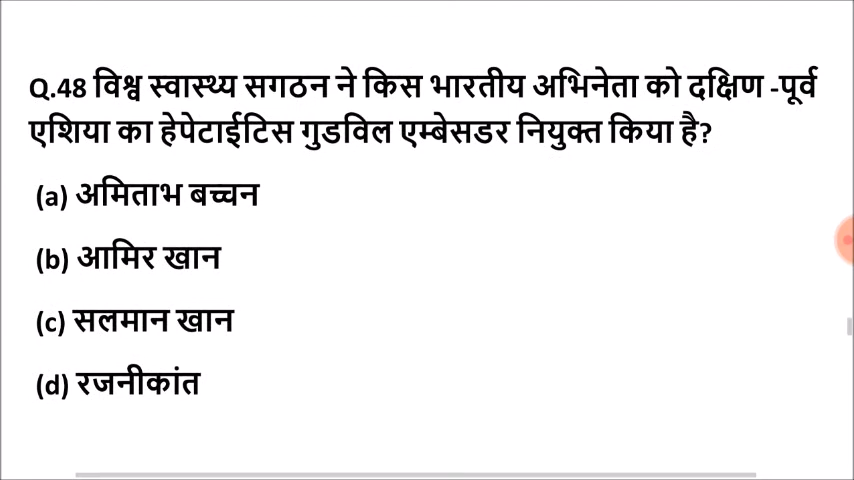 Q.48 विश्व स्वास्थ्य सगठन ने किस भारतीय अभिनेता को दक्षिण -पूर्व
एशिया का हेपेटाईटिस गुडविल एम्बेसडर नियुक्त किया है?
(a) अमिताभ बच्चन
(b) आमिर खान
(c) सलमान खान
(d) रजनीकांत